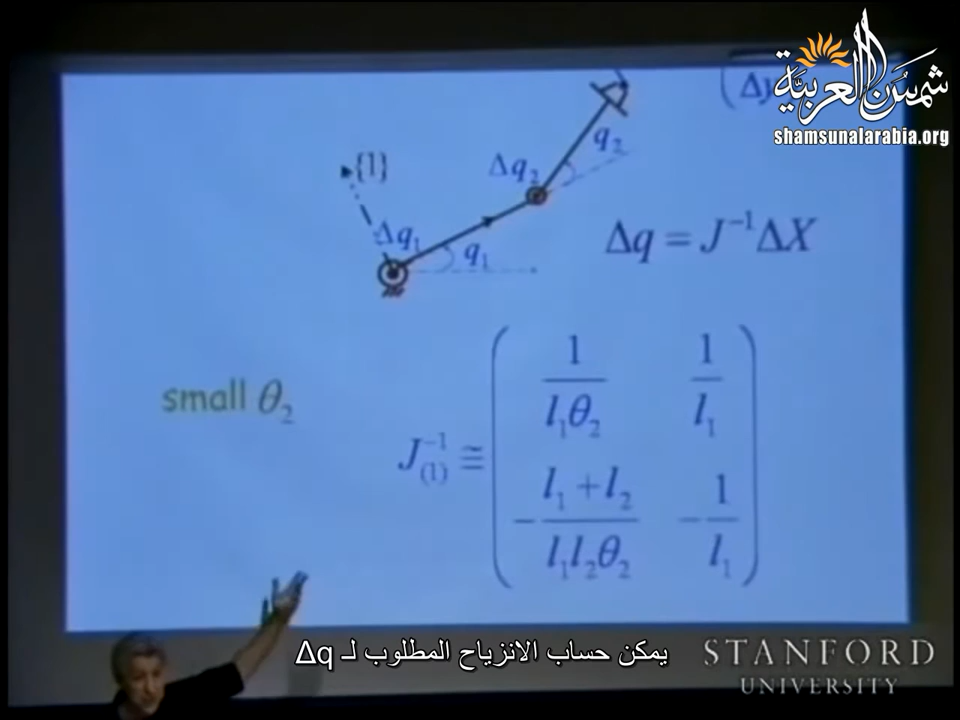 شمس العربية
shamsunalarabia.org
(Δy
{1}
Δq₂
q₂
Δq₁
q₁
Δq = J⁻¹ΔX
small θ₂
J₍₁₎⁻¹ ≅ ( 1/(l₁θ₂) 1/l₁
−(l₁ + l₂)/(l₁l₂θ₂) −1/l₁ )
يمكن حساب الانزياح المطلوب لـ Δq
STANFORD
UNIVERSITY